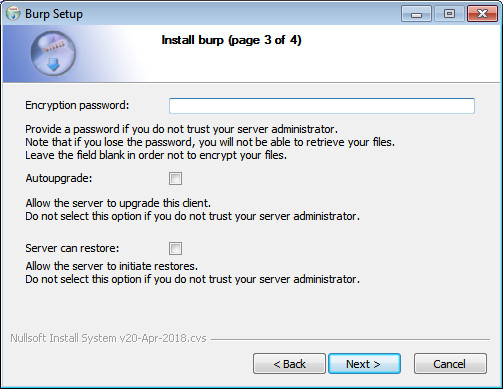 Burp Setup
Install burp (page 3 of 4)
Encryption password:
Provide a password if you do not trust your server administrator.
Note that if you lose the password, you will not be able to retrieve your files.
Leave the field blank in order not to encrypt your files.
Autoupgrade:
Allow the server to upgrade this client.
Do not select this option if you do not trust your server administrator.
Server can restore:
Allow the server to initiate restores.
Do not select this option if you do not trust your server administrator.
Nullsoft Install System v20-Apr-2018.cvs
< Back Next > Cancel